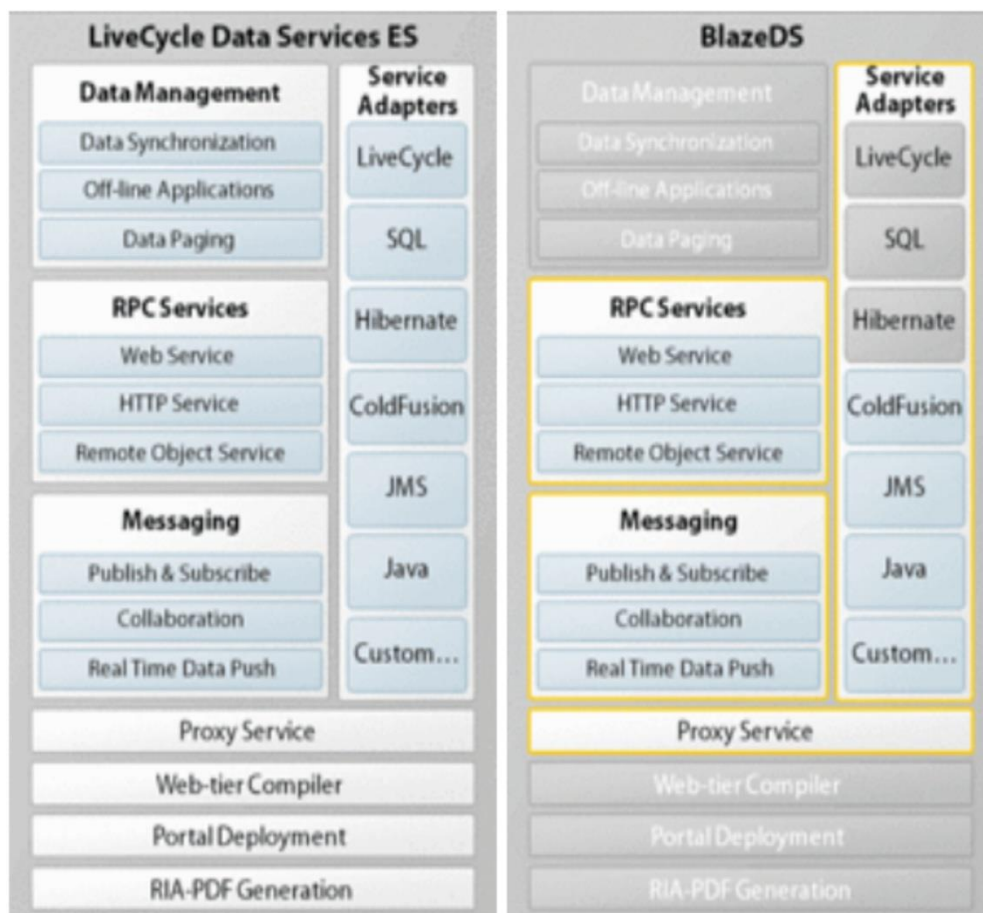 LiveCycle Data Services ES
Data Management
Data Synchronization
Off-line Applications
Data Paging
RPC Services
Web Service
HTTP Service
Remote Object Service
Messaging
Publish & Subscribe
Collaboration
Real Time Data Push
Service
Adapters
LiveCycle
SQL
Hibernate
ColdFusion
JMS
Java
Custom...
Proxy Service
Web-tier Compiler
Portal Deployment
RIA-PDF Generation
BlazeDS
Data Management
Data Synchronization
Off-line Applications
Data Paging
RPC Services
Web Service
HTTP Service
Remote Object Service
Messaging
Publish & Subscribe
Collaboration
Real Time Data Push
Service
Adapters
LiveCycle
SQL
Hibernate
ColdFusion
JMS
Java
Custom...
Proxy Service
Web-tier Compiler
Portal Deployment
RIA-PDF Generation